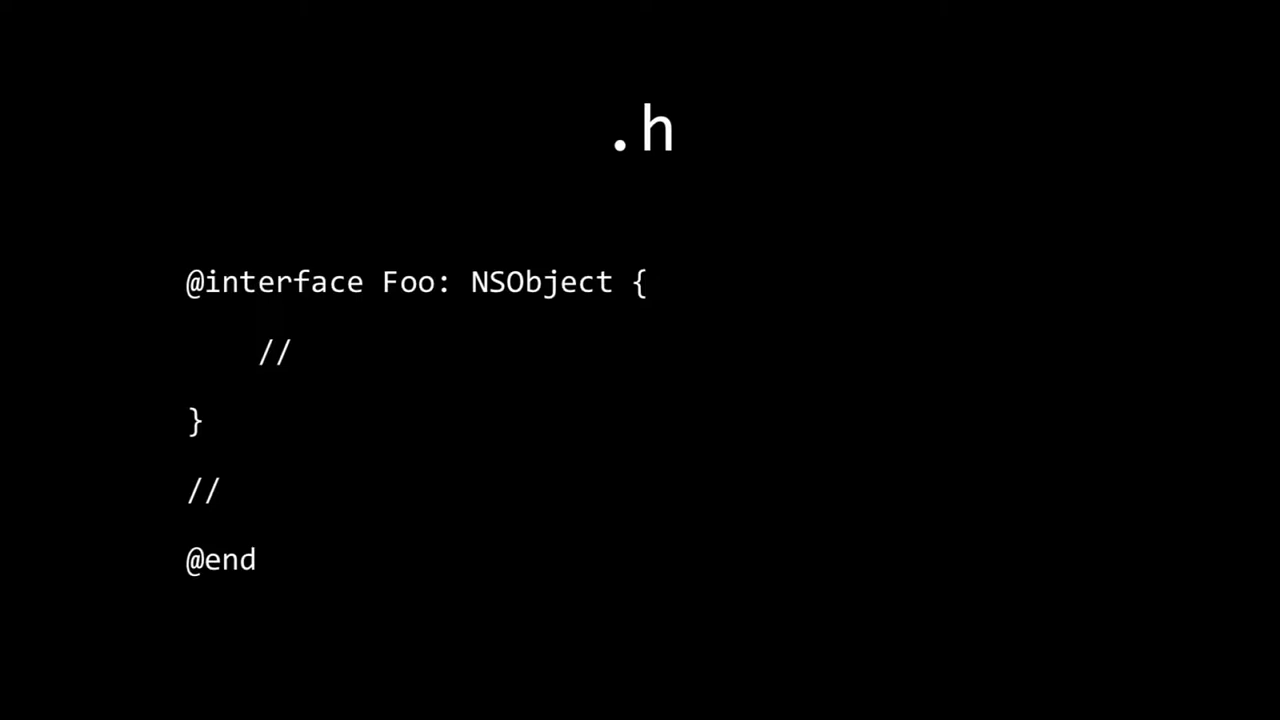 .h
@interface Foo: NSObject {
//
}
//
@end